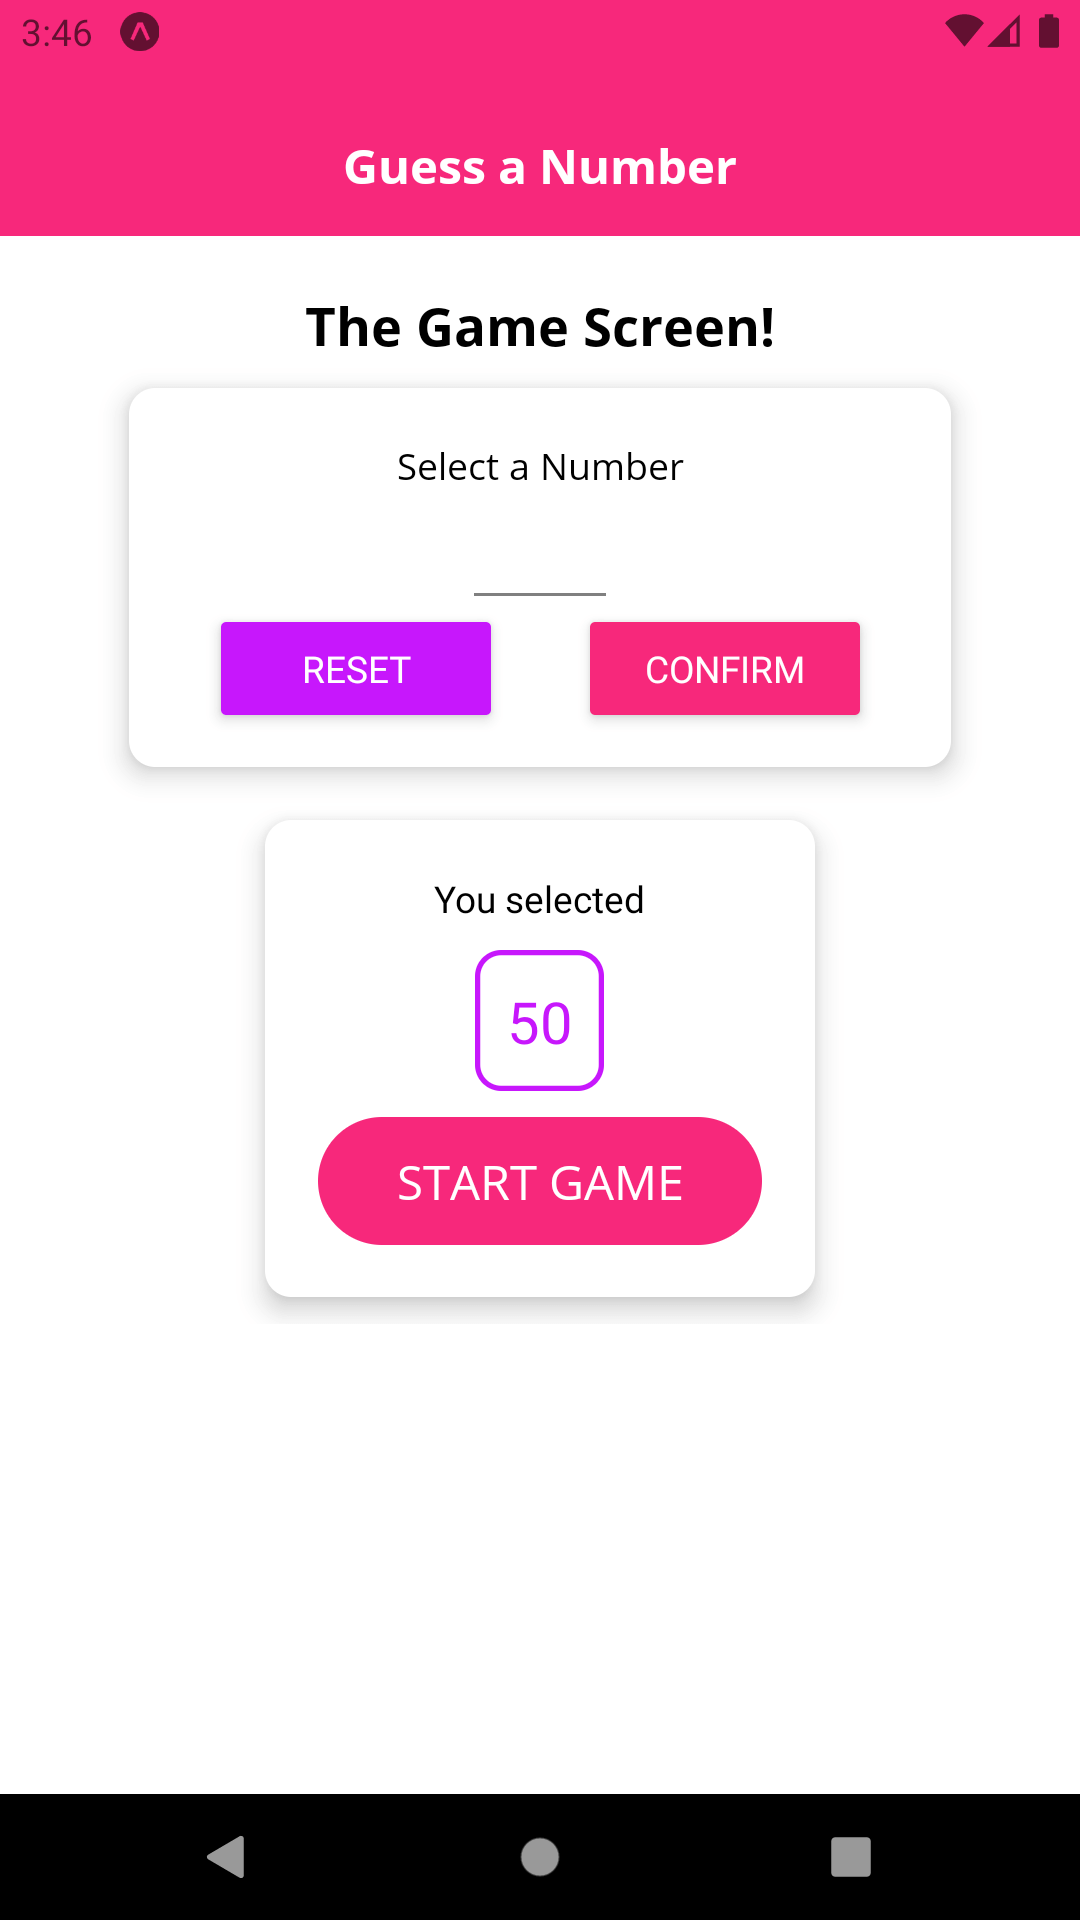 3:46
Guess a Number
The Game Screen!
Select a Number
RESET CONFIRM
You selected
50
START GAME